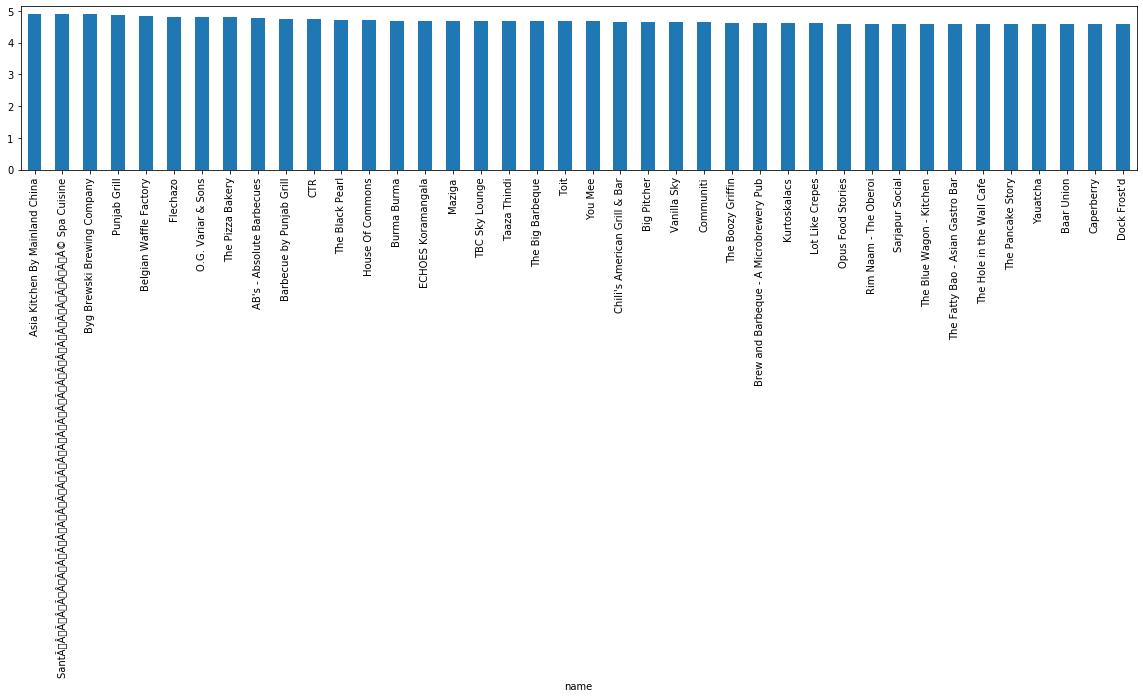 5
4
3
2
1
0
Asia Kitchen By Mainland China
Spa Cuisine
Byg Brewski Brewing Company
Punjab Grill
Belgian Waffle Factory
Flechazo
O.G. Variar & Sons
The Pizza Bakery
AB's - Absolute Barbecues
Barbecue by Punjab Grill
CTR
The Black Pearl
House Of Commons
Burma Burma
ECHOES Koramangala
Maziga
TBC Sky Lounge
Taaza Thindi
The Big Barbeque
Toit
You Mee
Chili's American Grill & Bar
Big Pitcher
Vanilla Sky
Communiti
The Boozy Griffin
Brew and Barbeque - A Microbrewery Pub
Kurtoskalacs
Lot Like Crepes
Opus Food Stories
Rim Naam - The Oberoi
Sarjapur Social
The Blue Wagon - Kitchen
The Fatty Bao - Asian Gastro Bar
The Hole in the Wall Cafe
The Pancake Story
Yauatcha
Baar Union
Caperberry
Dock Frost'd
name